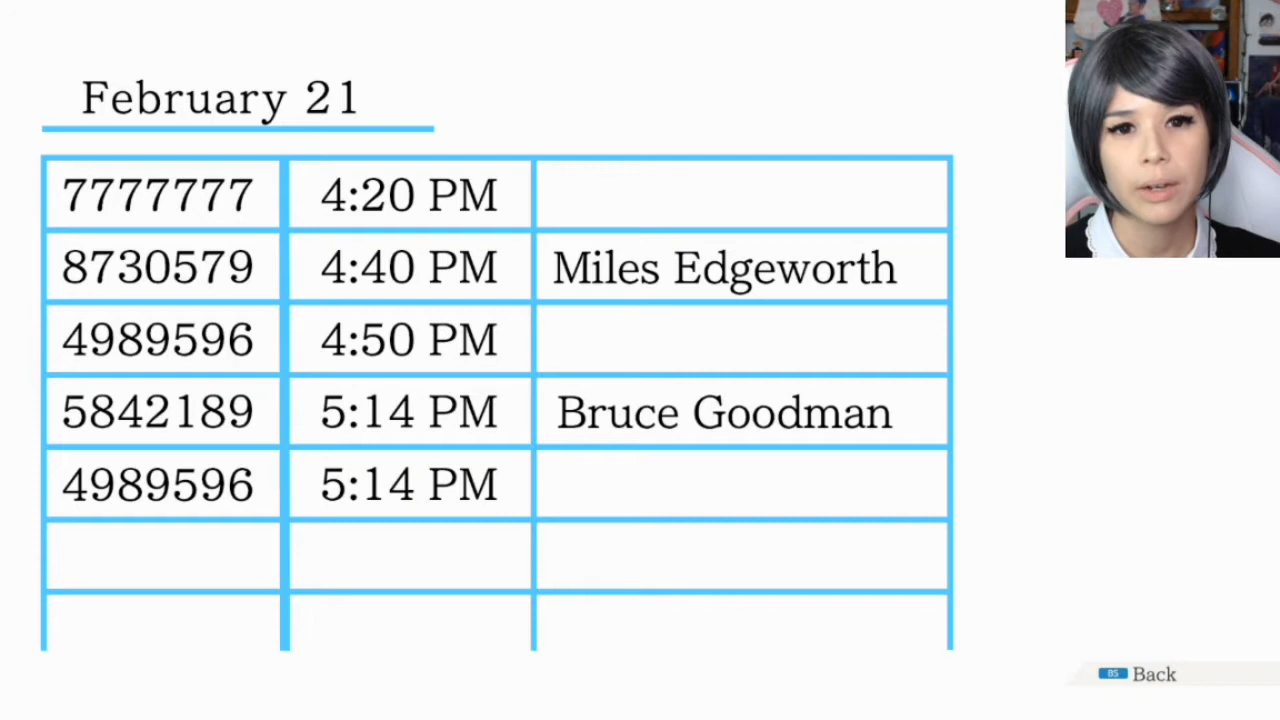 February 21
7777777 4:20 PM
8730579 4:40 PM Miles Edgeworth
4989596 4:50 PM
5842189 5:14 PM Bruce Goodman
4989596 5:14 PM
BS Back